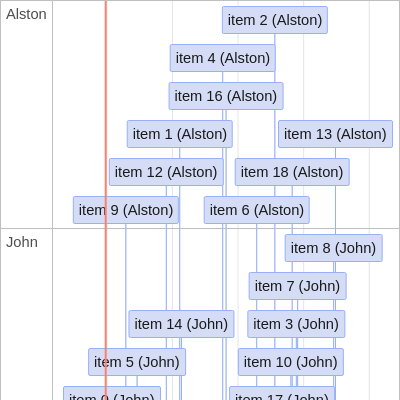 Alston
item 2 (Alston)
item 4 (Alston)
item 16 (Alston)
item 1 (Alston)
item 13 (Alston)
item 12 (Alston)
item 18 (Alston)
item 9 (Alston)
item 6 (Alston)
John
item 8 (John)
item 7 (John)
item 14 (John)
item 3 (John)
item 5 (John)
item 10 (John)
item 0 (John)
item 17 (John)